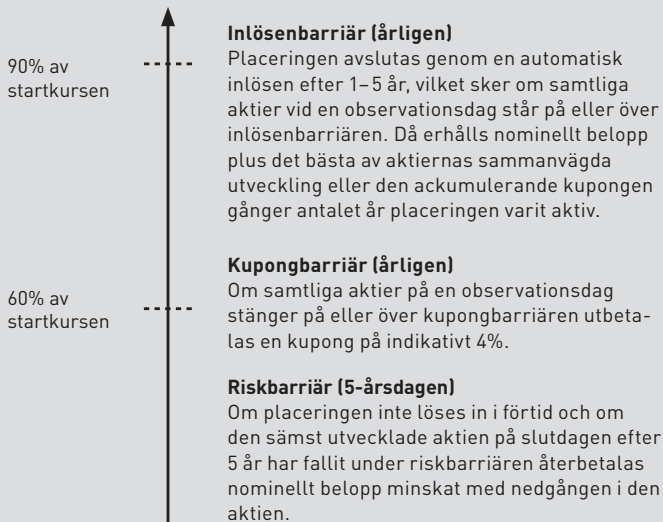 90% av
startkursen
Inlösenbarriär (årligen)
Placeringen avslutas genom en automatisk
inlösen efter 1–5 år, vilket sker om samtliga
aktier vid en observationsdag står på eller över
inlösenbarriären. Då erhålls nominellt belopp
plus det bästa av aktiernas sammanvägda
utveckling eller den ackumulerande kupongen
gånger antalet år placeringen varit aktiv.
60% av
startkursen
Kupongbarriär (årligen)
Om samtliga aktier på en observationsdag
stänger på eller över kupongbarriären utbeta-
las en kupong på indikativt 4%.
Riskbarriär (5-årsdagen)
Om placeringen inte löses in i förtid och om
den sämst utvecklade aktien på slutdagen efter
5 år har fallit under riskbarriären återbetalas
nominellt belopp minskat med nedgången i den
aktien.